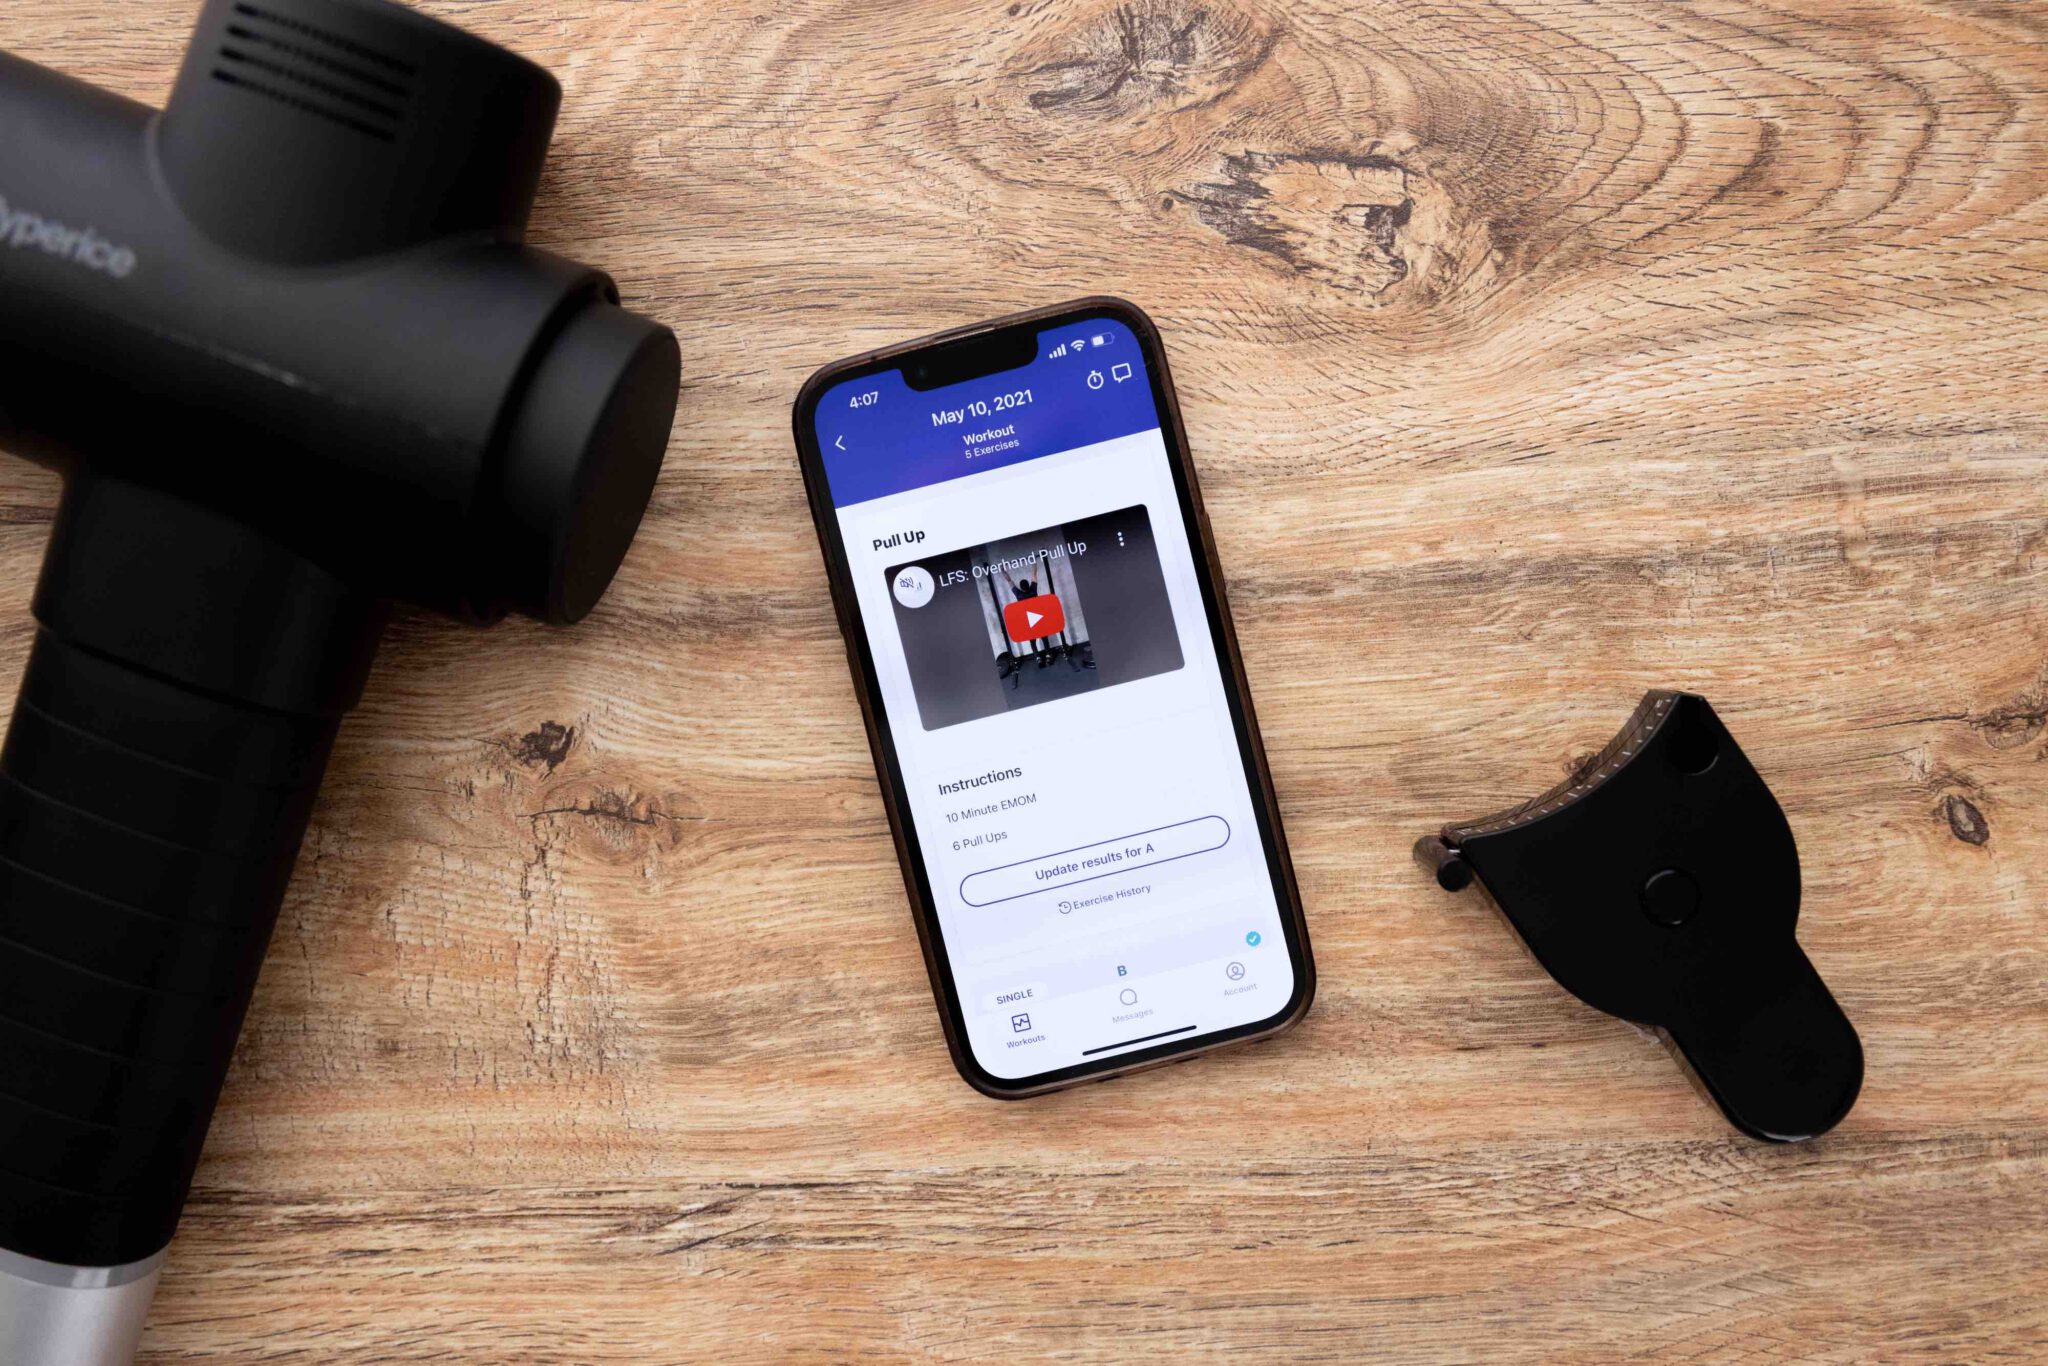 yperice
4:07
May 10, 2021
Workout
5 Exercises
Pull Up
LFS: Overhand Pull Up
Instructions
10 Minute EMOM
6 Pull Ups
Update results for A
Exercise History
B
SINGLE
Workouts
Messages
Account